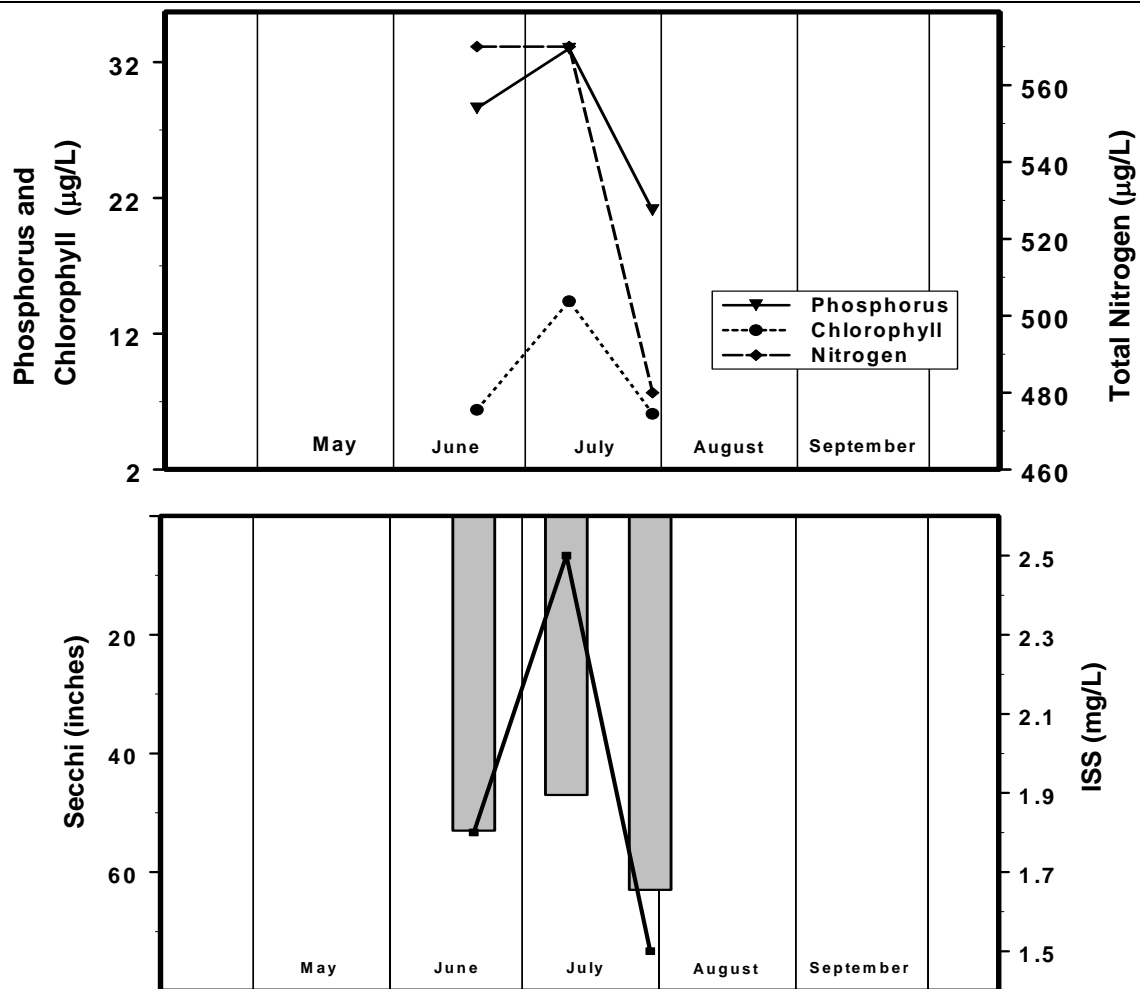 Phosphorus and
Chlorophyll (µg/L)
32
22
12
2
560
540
520
500
480
460
Total Nitrogen (µg/L)
Phosphorus
Chlorophyll
Nitrogen
May
June
July
August
September
Secchi (inches)
20
40
60
2.5
2.3
2.1
1.9
1.7
1.5
ISS (mg/L)
May
June
July
August
September